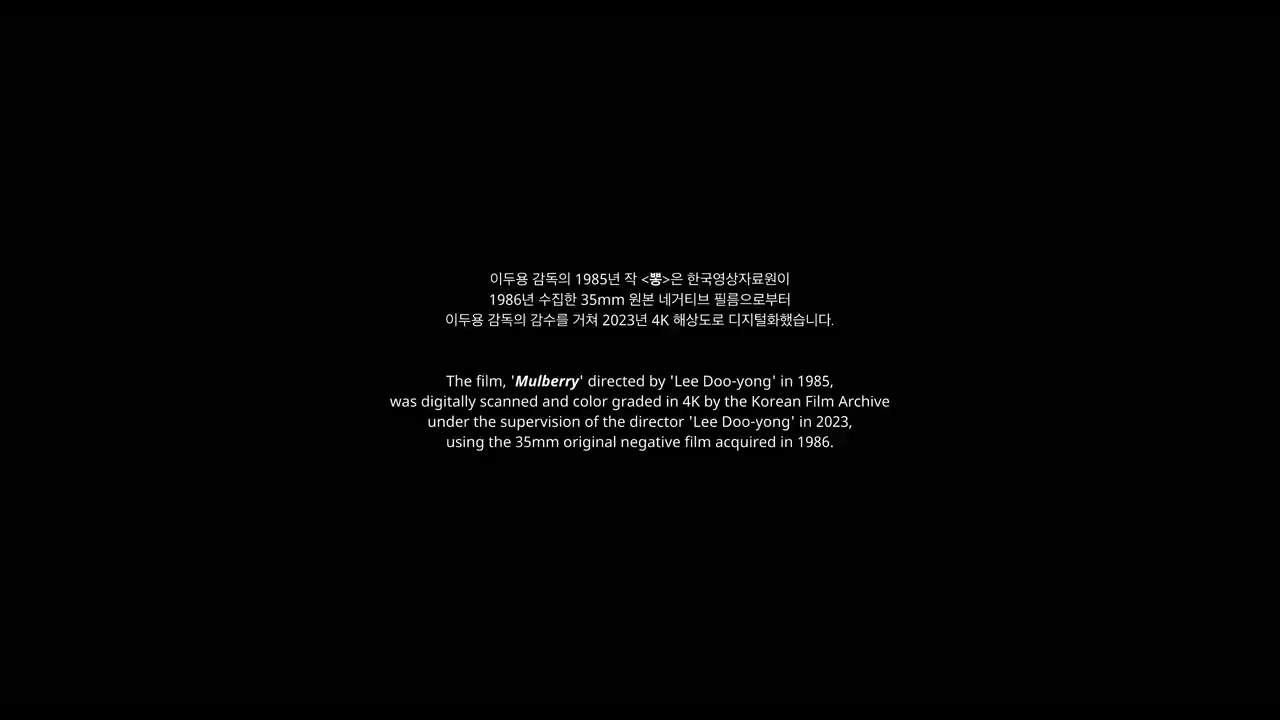 이두용 감독의 1985년 작 <뽕>은 한국영상자료원이
1986년 수집한 35mm 원본 네거티브 필름으로부터
이두용 감독의 감수를 거쳐 2023년 4K 해상도로 디지털화했습니다.
The film, 'Mulberry' directed by 'Lee Doo-yong' in 1985,
was digitally scanned and color graded in 4K by the Korean Film Archive
under the supervision of the director 'Lee Doo-yong' in 2023,
using the 35mm original negative film acquired in 1986.